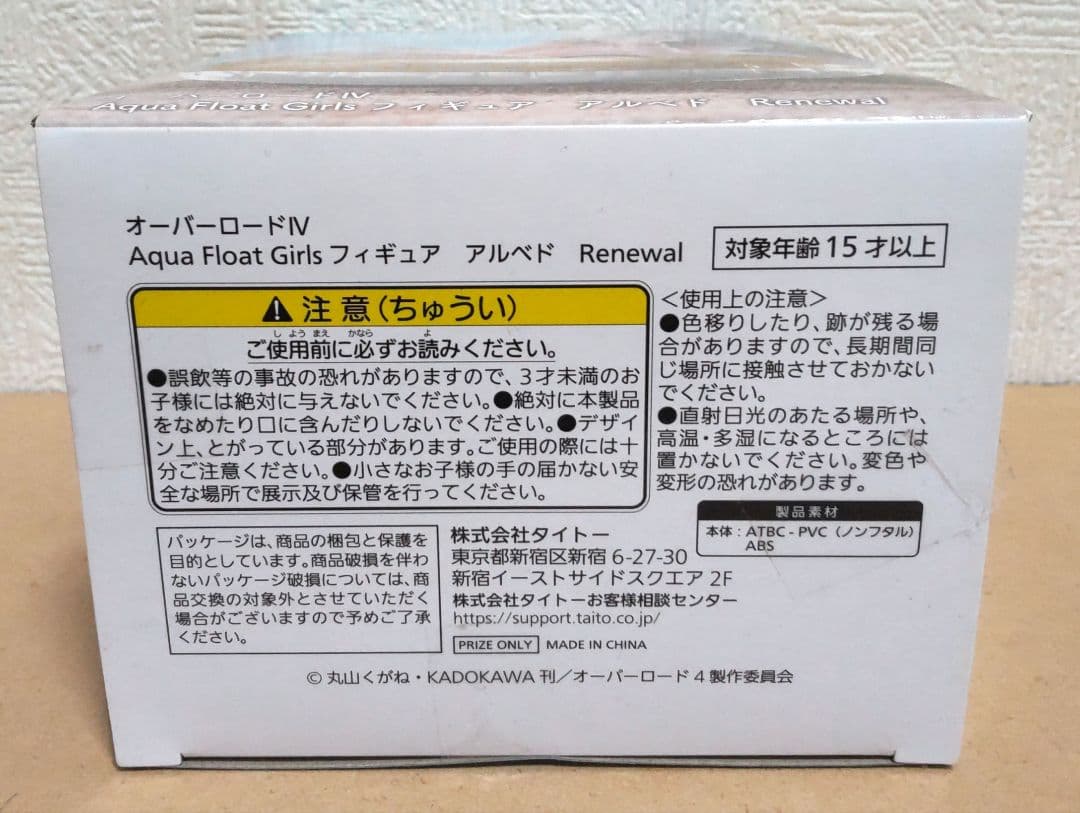 ーバーロードⅣ
Aqua Float Girls フィギュア　アルベド　Renewal
オーバーロードⅣ
Aqua Float Girls フィギュア　アルベド　Renewal
対象年齢 15 才以上
注 意(ちゅうい)
しようまえ かなら よ
ご使用前に必ずお読みください。
●誤飲等の事故の恐れがありますので、3才未満のお
子様には絶対に与えないでください。●絶対に本製品
をなめたり口に含んだりしないでください。●デザイ
ン上、とがっている部分があります。ご使用の際には十
分ご注意ください。●小さなお子様の手の届かない安
全な場所で展示及び保管を行ってください。
＜使用上の注意＞
●色移りしたり、跡が残る場
合がありますので、長期間同
じ場所に接触させておかない
でください。
●直射日光のあたる場所や、
高温・多湿になるところには
置かないでください。変色や
変形の恐れがあります。
製品素材
本体：ATBC - PVC（ノンフタル）
ABS
パッケージは、商品の梱包と保護を
目的としています。商品破損を伴わ
ないパッケージ破損については、商
品交換の対象外とさせていただく
場合がございますので予めご了承
ください。
株式会社タイトー
東京都新宿区新宿 6-27-30
新宿イーストサイドスクエア 2F
株式会社タイトーお客様相談センター
https://support.taito.co.jp/
PRIZE ONLY MADE IN CHINA
© 丸山くがね・KADOKAWA 刊／オーバーロード 4 製作委員会